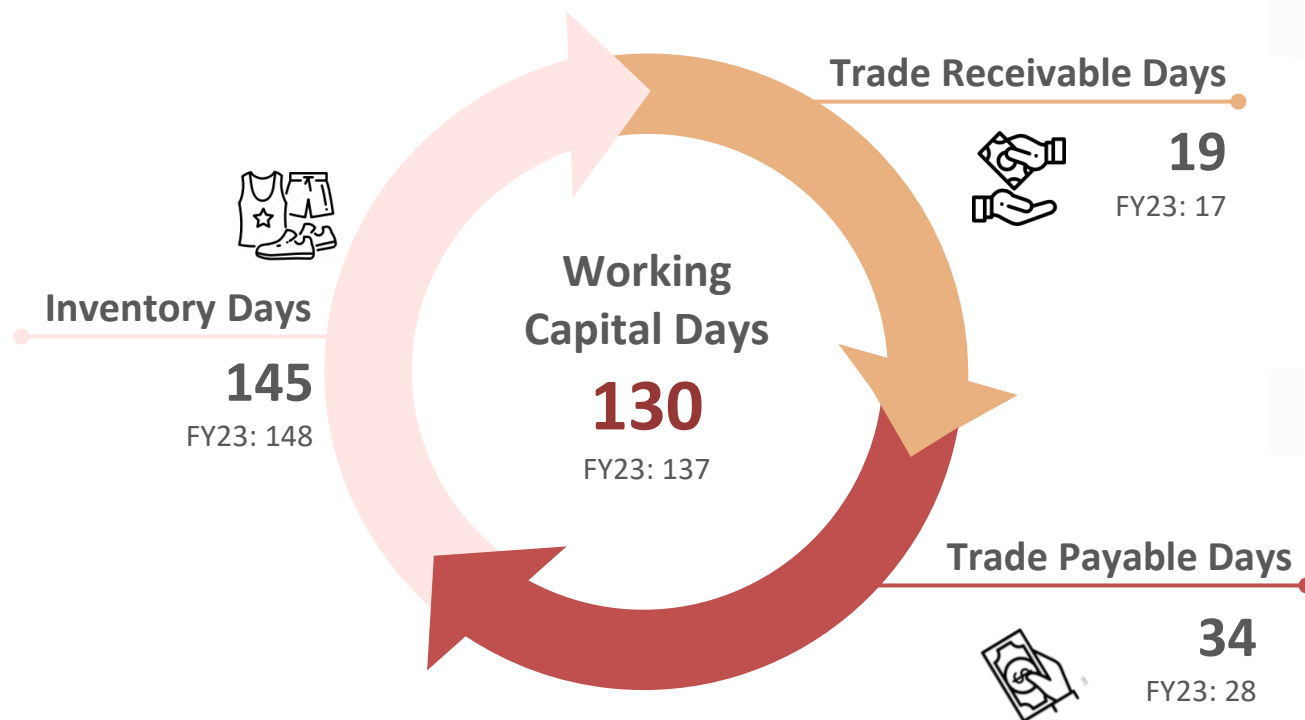 Trade Receivable Days
19
FY23: 17
Inventory Days
145
FY23: 148
Working
Capital Days
130
FY23: 137
Trade Payable Days
34
FY23: 28